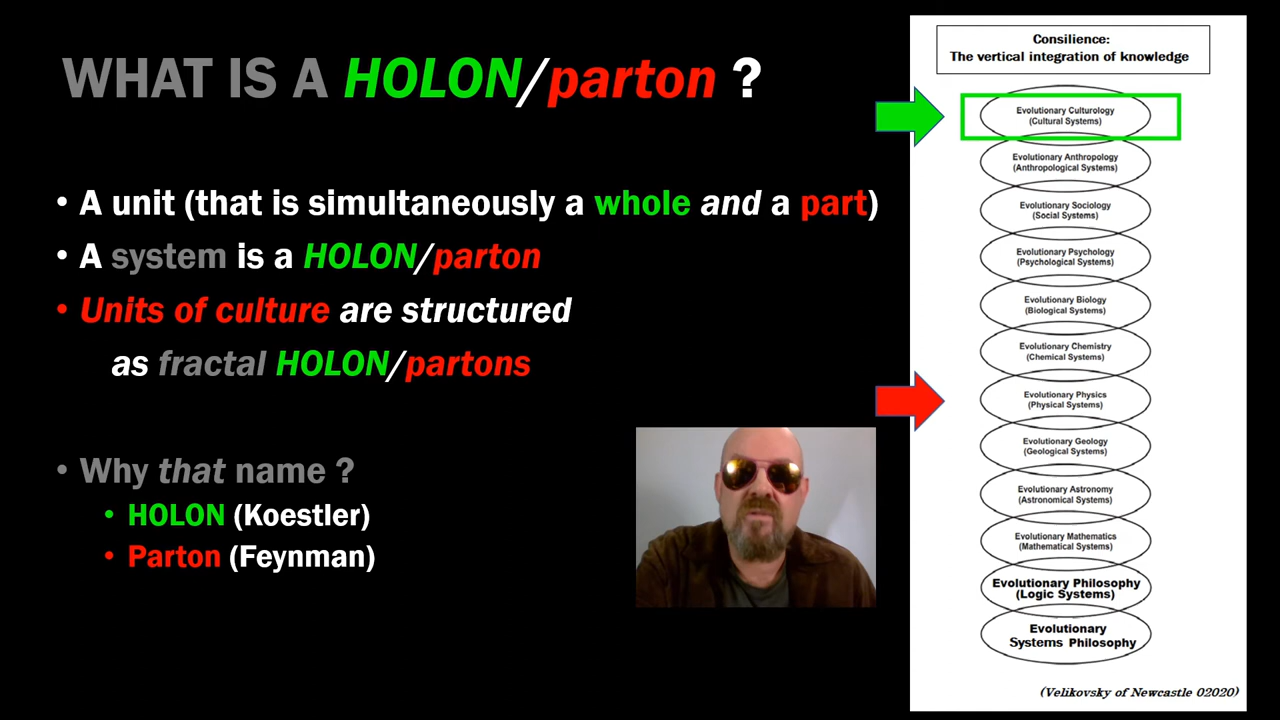 WHAT IS A HOLON/parton ?
• A unit (that is simultaneously a whole and a part)
• A system is a HOLON/parton
• Units of culture are structured
as fractal HOLON/partons
• Why that name ?
• HOLON (Koestler)
• Parton (Feynman)
Consilience:
The vertical integration of knowledge
Evolutionary Culturology
(Cultural Systems)
Evolutionary Anthropology
(Anthropological Systems)
Evolutionary Sociology
(Social Systems)
Evolutionary Psychology
(Psychological Systems)
Evolutionary Biology
(Biological Systems)
Evolutionary Chemistry
(Chemical Systems)
Evolutionary Physics
(Physical Systems)
Evolutionary Geology
(Geological Systems)
Evolutionary Astronomy
(Astronomical Systems)
Evolutionary Mathematics
(Mathematical Systems)
Evolutionary Philosophy
(Logic Systems)
Evolutionary
Systems Philosophy
(Velikovsky of Newcastle 02020)